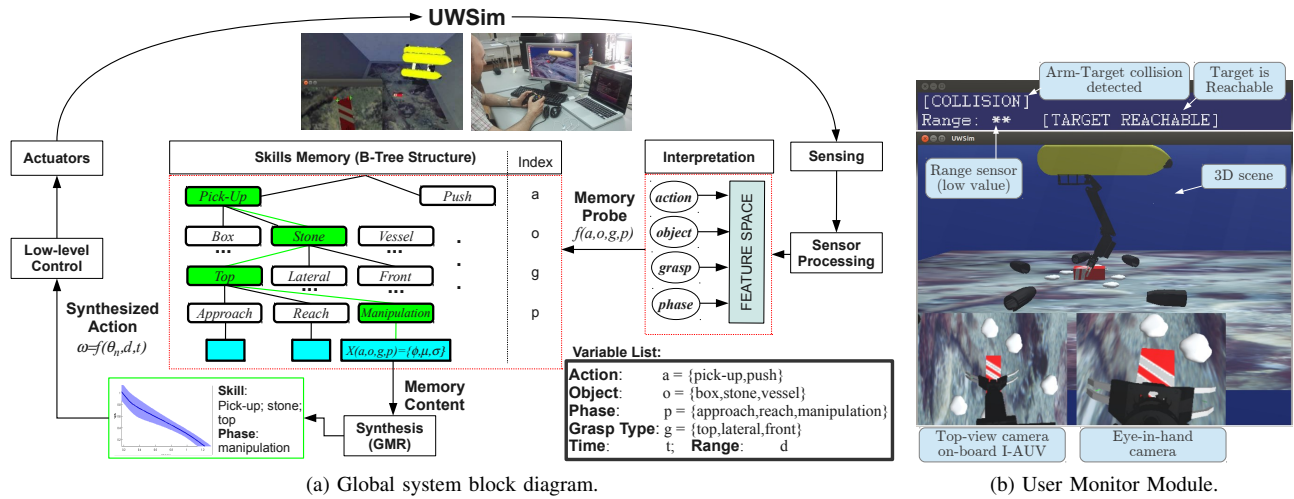 UWSim
Actuators
Low-level
Control
Synthesized
Action
ω=f(θn,d,t)
Skills Memory (B-Tree Structure)
Index
Pick-Up
Push
a
Box
Stone
Vessel
.
o
...
...
.
Top
Lateral
Front
.
g
...
...
Approach
Reach
Manipulation
p
X(a,o,g,p)={ϕ,μ,σ}
Memory
Probe
f(a,o,g,p)
Interpretation
action
object
grasp
phase
FEATURE SPACE
Sensing
Sensor
Processing
Memory
Content
Synthesis
(GMR)
Skill:
Pick-up; stone;
top
Phase:
manipulation
Variable List:
Action: a = {pick-up,push}
Object: o = {box,stone,vessel}
Phase: p = {approach,reach,manipulation}
Grasp Type: g = {top,lateral,front}
Time: t; Range: d
(a) Global system block diagram.
Arm-Target collision
detected
Target is
Reachable
[COLLISION]
Range: ** [TARGET REACHABLE]
UWSim
Range sensor
(low value)
3D scene
Top-view camera
on-board I-AUV
Eye-in-hand
camera
(b) User Monitor Module.